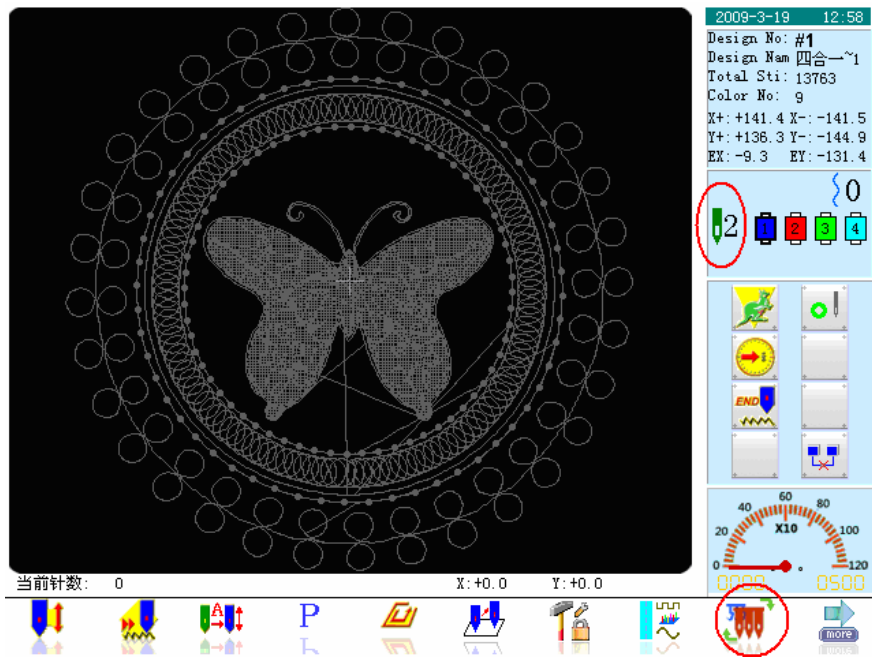 2009-3-19 12:58
Design No: #1
Design Nam 四合一~1
Total Sti: 13763
Color No: 9
X+:+141.4 X-:-141.5
Y+:+136.3 Y-:-144.9
EX:-9.3 EY:-131.4
0
2 1 2 3 4
END
60
40 80
X10
20 100
0 120
0000 0500
当前针数: 0 X:+0.0 Y:+0.0
A P
more